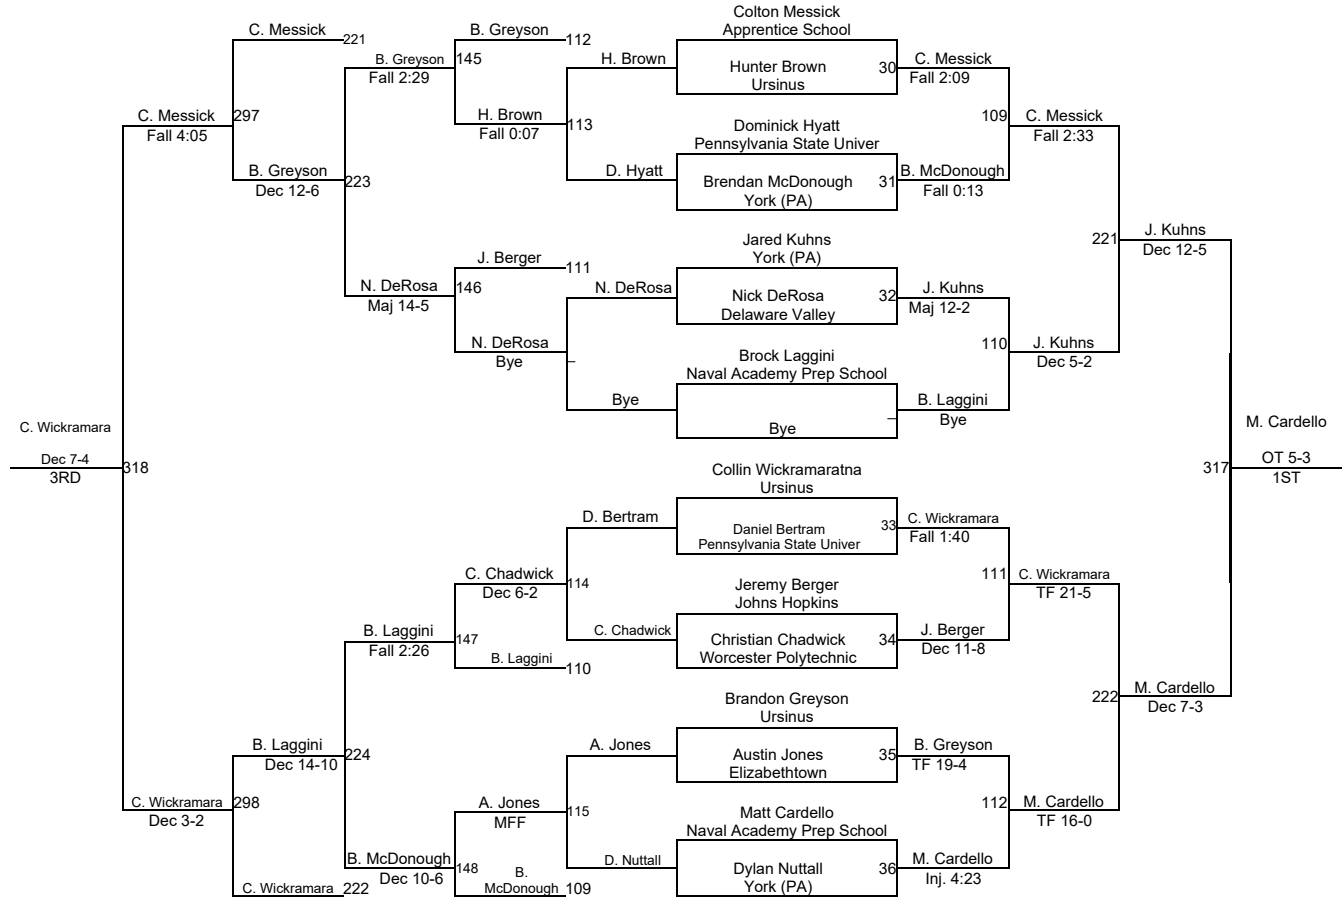 Colton Messick
Apprentice School
C. Messick
221
B. Greyson
112
B. Greyson
145
Fall 2:29
H. Brown
Hunter Brown
Ursinus
30
C. Messick
Fall 2:09
C. Messick
297
Fall 4:05
H. Brown
Fall 0:07
113
109
C. Messick
Fall 2:33
Dominick Hyatt
Pennsylvania State Univer
B. Greyson
Dec 12-6
223
D. Hyatt
Brendan McDonough
York (PA)
31
B. McDonough
Fall 0:13
Jared Kuhns
York (PA)
221
J. Kuhns
Dec 12-5
J. Berger
111
N. DeRosa
146
Maj 14-5
N. DeRosa
Nick DeRosa
Delaware Valley
32
J. Kuhns
Maj 12-2
N. DeRosa
Bye
–
110
J. Kuhns
Dec 5-2
Brock Laggini
Naval Academy Prep School
Bye
Bye
–
B. Laggini
Bye
C. Wickramara
Dec 7-4
3RD
318
M. Cardello
317
OT 5-3
1ST
Collin Wickramaratna
Ursinus
D. Bertram
Daniel Bertram
Pennsylvania State Univer
33
C. Wickramara
Fall 1:40
C. Chadwick
Dec 6-2
114
111
C. Wickramara
TF 21-5
Jeremy Berger
Johns Hopkins
B. Laggini
Fall 2:26
147
C. Chadwick
Christian Chadwick
Worcester Polytechnic
34
J. Berger
Dec 11-8
B. Laggini
110
Brandon Greyson
Ursinus
222
M. Cardello
Dec 7-3
B. Laggini
Dec 14-10
224
A. Jones
Austin Jones
Elizabethtown
35
B. Greyson
TF 19-4
C. Wickramara
298
Dec 3-2
A. Jones
MFF
115
112
M. Cardello
TF 16-0
Matt Cardello
Naval Academy Prep School
B. McDonough
Dec 10-6
148
D. Nuttall
Dylan Nuttall
York (PA)
36
M. Cardello
Inj. 4:23
C. Wickramara
222
B.
McDonough
109